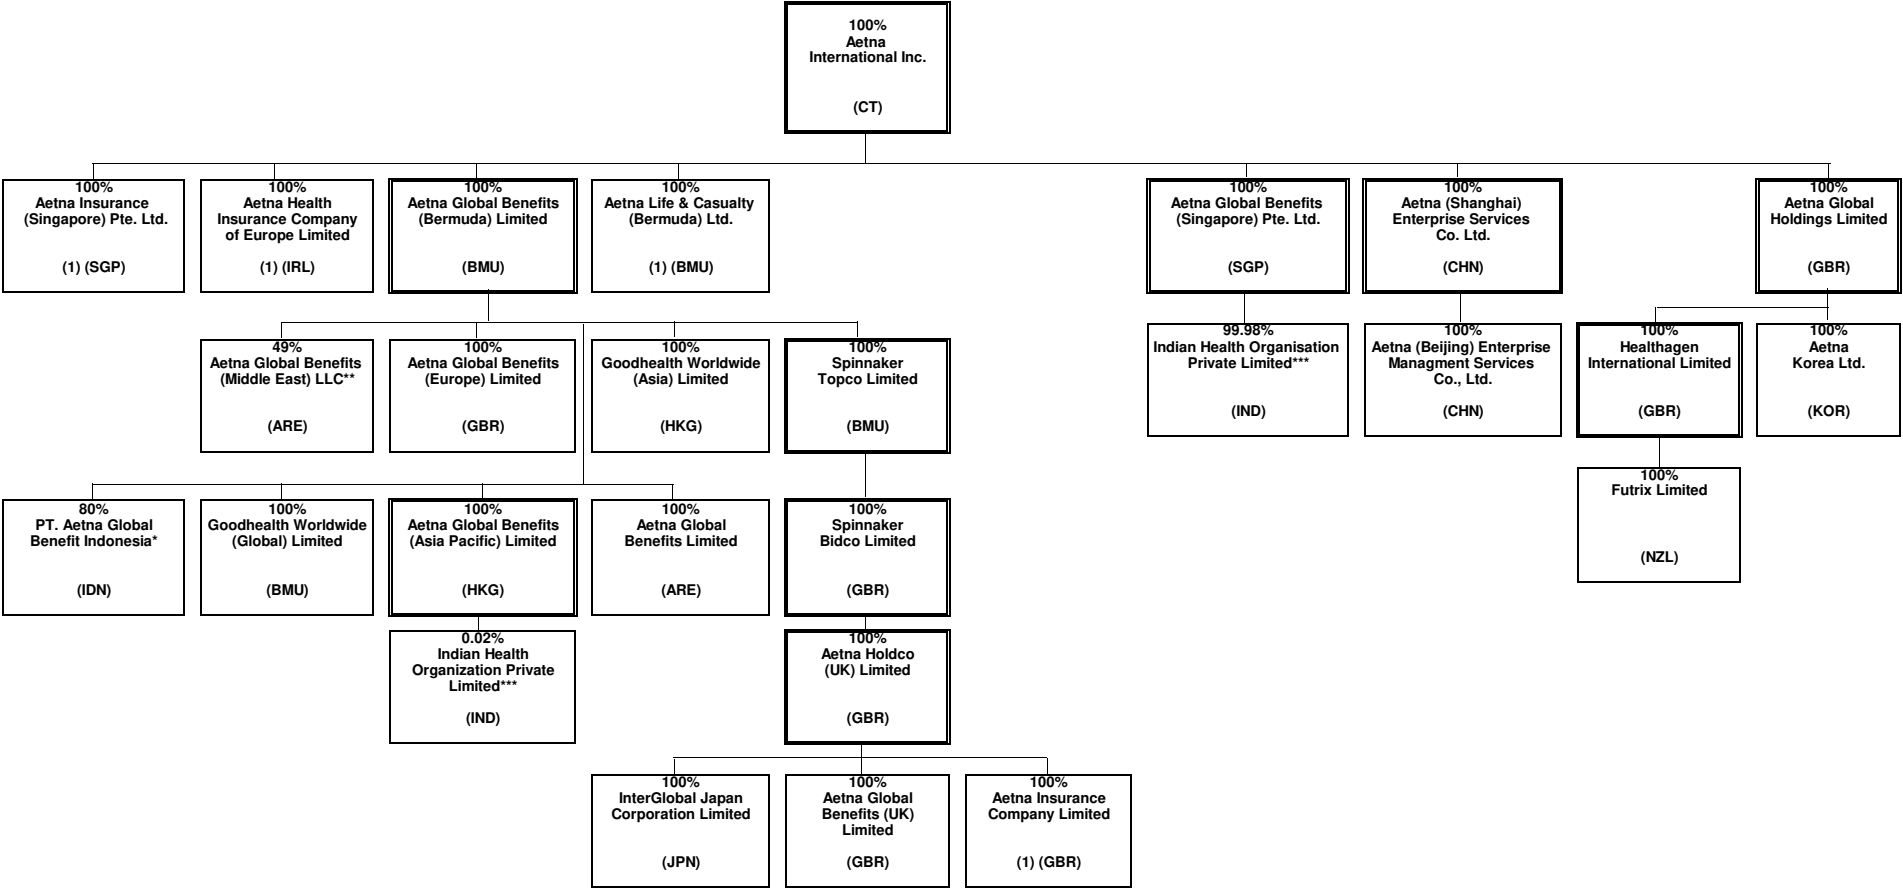 100%
Aetna
International Inc.
(CT)
100%
Aetna Insurance
(Singapore) Pte. Ltd.
(1) (SGP)
100%
Aetna Health
Insurance Company
of Europe Limited
(1) (IRL)
100%
Aetna Global Benefits
(Bermuda) Limited
(BMU)
100%
Aetna Life & Casualty
(Bermuda) Ltd.
(1) (BMU)
100%
Aetna Global Benefits
(Singapore) Pte. Ltd.
(SGP)
100%
Aetna (Shanghai)
Enterprise Services
Co. Ltd.
(CHN)
100%
Aetna Global
Holdings Limited
(GBR)
49%
Aetna Global Benefits
(Middle East) LLC**
(ARE)
100%
Aetna Global Benefits
(Europe) Limited
(GBR)
100%
Goodhealth Worldwide
(Asia) Limited
(HKG)
100%
Spinnaker
Topco Limited
(BMU)
99.98%
Indian Health Organisation
Private Limited***
(IND)
100%
Aetna (Beijing) Enterprise
Managment Services
Co., Ltd.
(CHN)
100%
Healthagen
International Limited
(GBR)
100%
Aetna
Korea Ltd.
(KOR)
100%
Futrix Limited
(NZL)
80%
PT. Aetna Global
Benefit Indonesia*
(IDN)
100%
Goodhealth Worldwide
(Global) Limited
(BMU)
100%
Aetna Global Benefits
(Asia Pacific) Limited
(HKG)
100%
Aetna Global
Benefits Limited
(ARE)
100%
Spinnaker
Bidco Limited
(GBR)
0.02%
Indian Health
Organization Private
Limited***
(IND)
100%
Aetna Holdco
(UK) Limited
(GBR)
100%
InterGlobal Japan
Corporation Limited
(JPN)
100%
Aetna Global
Benefits (UK)
Limited
(GBR)
100%
Aetna Insurance
Company Limited
(1) (GBR)